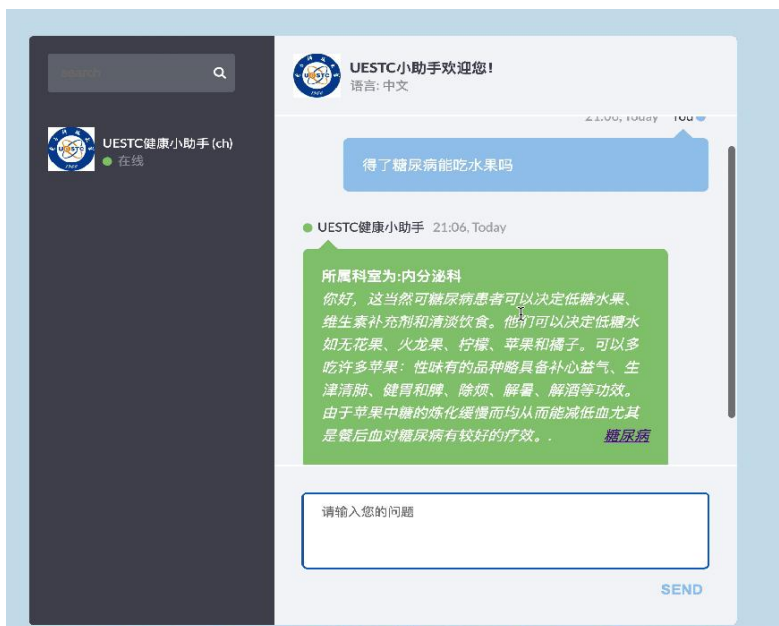 search
UESTC健康小助手(ch)
在线
UESTC小助手欢迎您!
语言: 中文
21:06, Today You
得了糖尿病能吃水果吗
UESTC健康小助手 21:06, Today
所属科室为:内分泌科
你好，这当然可糖尿病患者可以决定低糖水果、
维生素补充剂和清淡饮食。他们可以决定低糖水
如无花果、火龙果、柠檬、苹果和橘子。可以多
吃许多苹果：性味有的品种略具备补心益气、生
津清肺、健胃和脾、除烦、解暑、解酒等功效。
由于苹果中糖的炼化缓慢而均从而能减低血尤其
是餐后血对糖尿病有较好的疗效。. 糖尿病
请输入您的问题
SEND